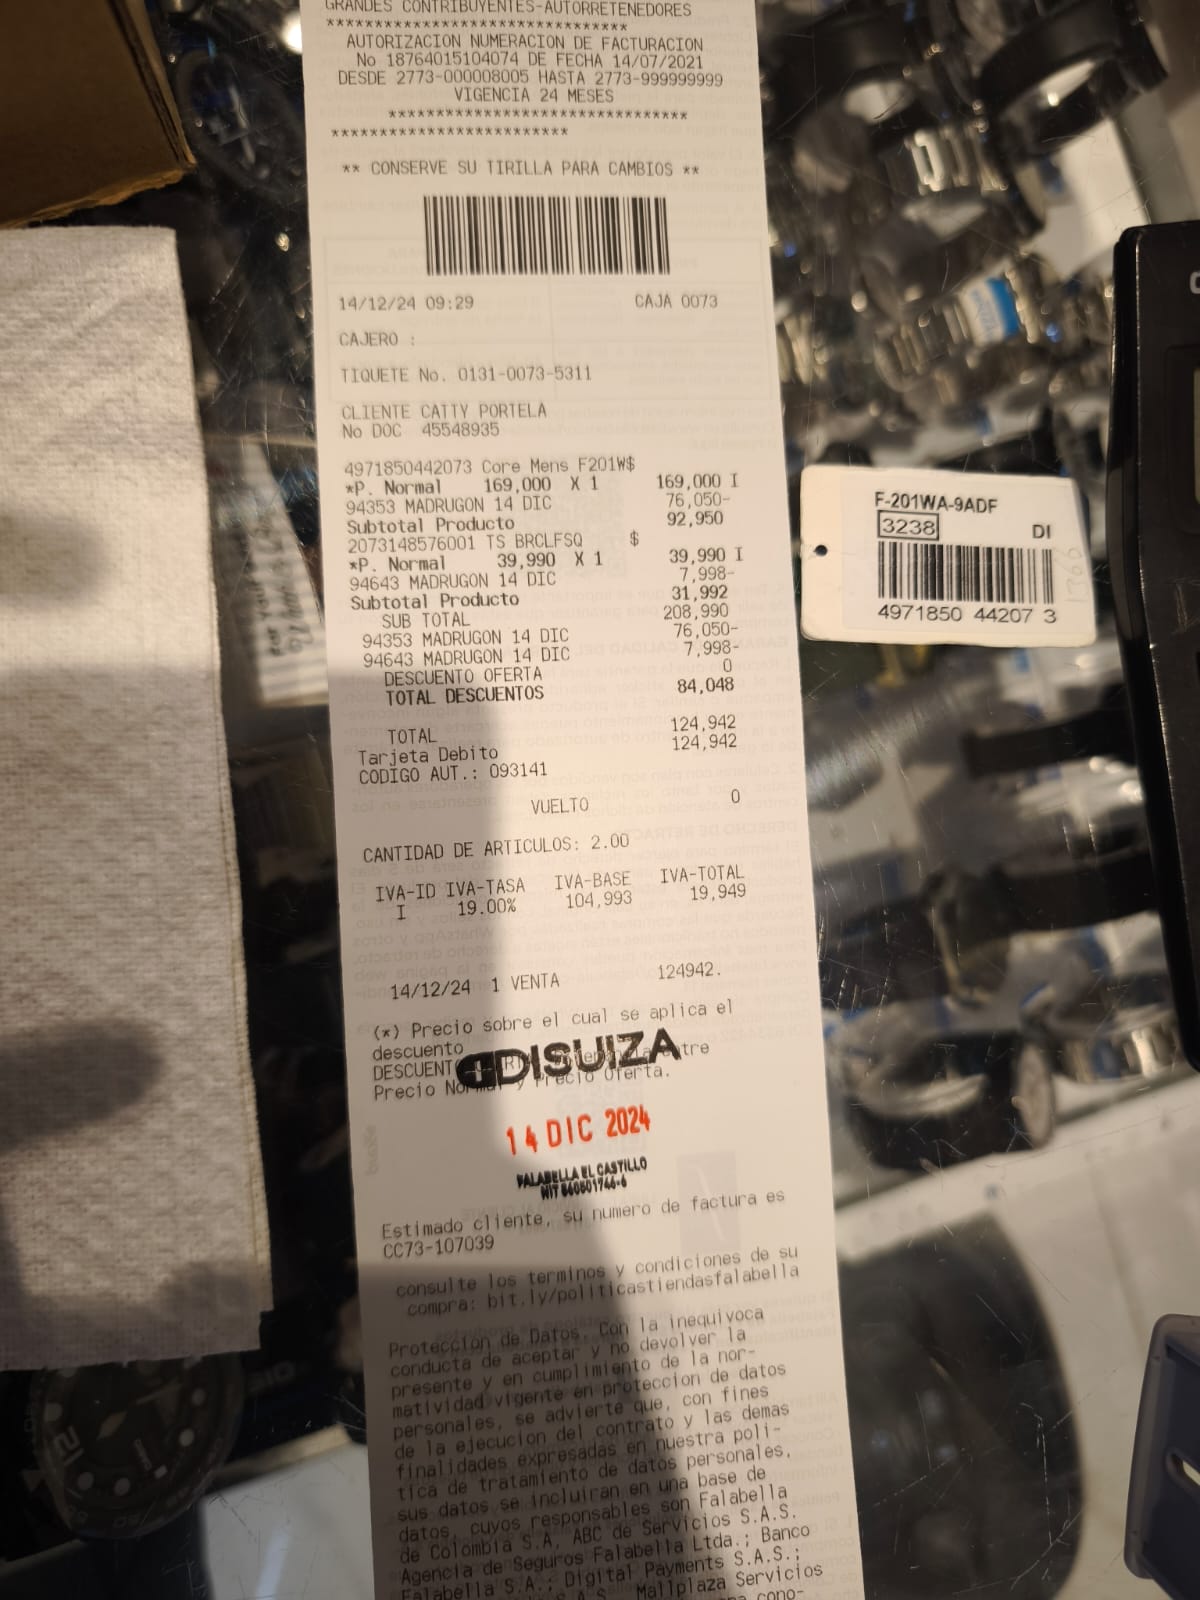 GRANDES CONTRIBUYENTES-AUTORRETENEDORES
********************************
AUTORIZACION NUMERACION DE FACTURACION
No 18764015104074 DE FECHA 14/07/2021
DESDE 2773-000008005 HASTA 2773-999999999
VIGENCIA 24 MESES
********************************
*************************
** CONSERVE SU TIRILLA PARA CAMBIOS **
14/12/24 09:29 CAJA 0073
CAJERO :
TIQUETE No. 0131-0073-5311
CLIENTE CATTY PORTELA
No DOC 45548935
4971850442073 Core Mens F201W$
*P. Normal 169,000 X 1 169,000 I
94353 MADRUGON 14 DIC 76,050-
Subtotal Producto 92,950
2073148576001 TS BRCLFSQ $
*P. Normal 39,990 X 1 39,990 I
94643 MADRUGON 14 DIC 7,998-
Subtotal Producto 31,992
SUB TOTAL 208,990
94353 MADRUGON 14 DIC 76,050-
94643 MADRUGON 14 DIC 7,998-
DESCUENTO OFERTA 0
TOTAL DESCUENTOS 84,048
TOTAL 124,942
Tarjeta Debito 124,942
CODIGO AUT.: 093141
VUELTO 0
CANTIDAD DE ARTICULOS: 2.00
IVA-ID IVA-TASA IVA-BASE IVA-TOTAL
I 19.00% 104,993 19,949
14/12/24 1 VENTA 124942.
(*) Precio sobre el cual se aplica el
descuento
DISUIZA
Precio Oferta.
14 DIC 2024
FALABELLA EL CASTILLO
Estimado cliente, su numero de factura es
CC73-107039
consulte los terminos y condiciones de su
compra: bit.ly/politicastiendasfalabella
Protección de Datos. Con la inequivoca
conducta de aceptar y no devolver la
presente y en cumplimiento de la nor-
matividad vigente en proteccion de datos
personales, se advierte que, con fines
de la ejecucion del contrato y las demas
finalidades expresadas en nuestra poli-
tica de tratamiento de datos personales,
sus datos se incluiran en una base de
datos, cuyos responsables son Falabella
de Colombia S.A, ABC de Servicios S.A.S.
Agencia de Seguros Falabella Ltda.; Banco
Falabella S.A.; Digital Payments S.A.S.;
Mallplaza Servicios
F-201WA-9ADF
3238 DI
4971850 44207 3